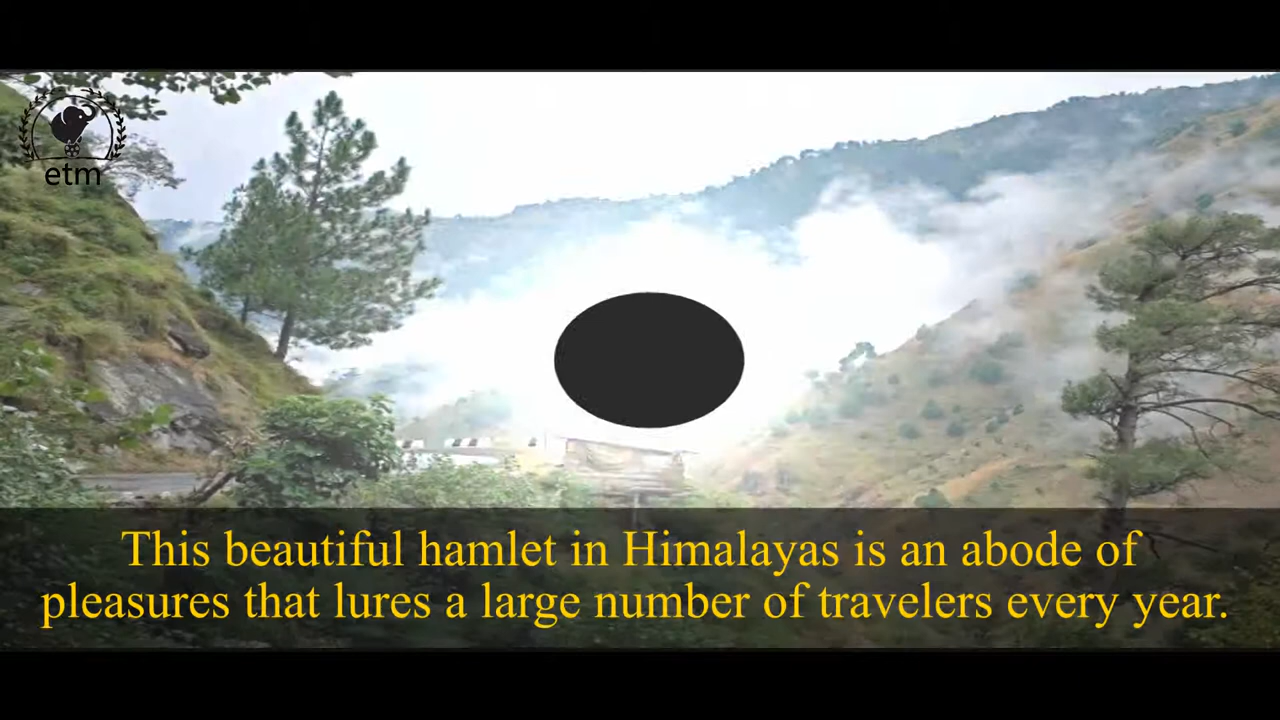 etm
This beautiful hamlet in Himalayas is an abode of
pleasures that lures a large number of travelers every year.